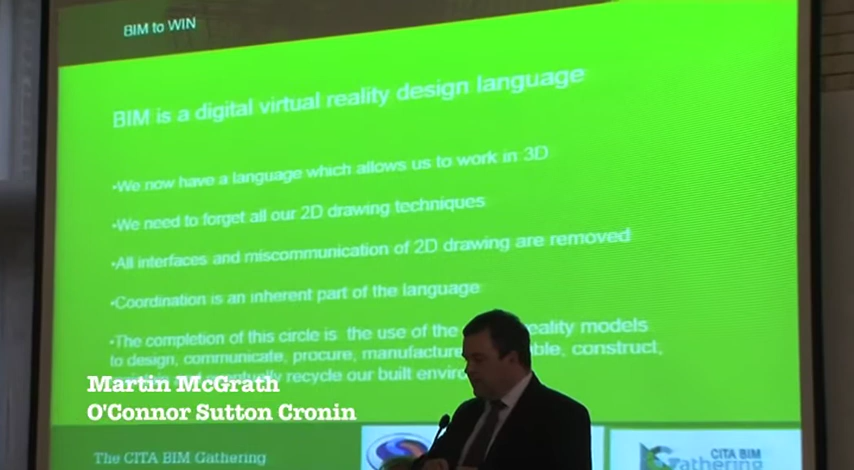 BIM to WIN
BIM is a digital virtual reality design language
•We now have a language which allows us to work in 3D
•We need to forget all our 2D drawing techniques
•All interfaces and miscommunication of 2D drawing are removed
•Coordination is an inherent part of the language
•The completion of this circle is the use of the reality models
to design, communicate, procure, manufacture, construct,
recycle our built
Martin McGrath
O'Connor Sutton Cronin
The CITA BIM Gathering
CITA BIM
Gathering